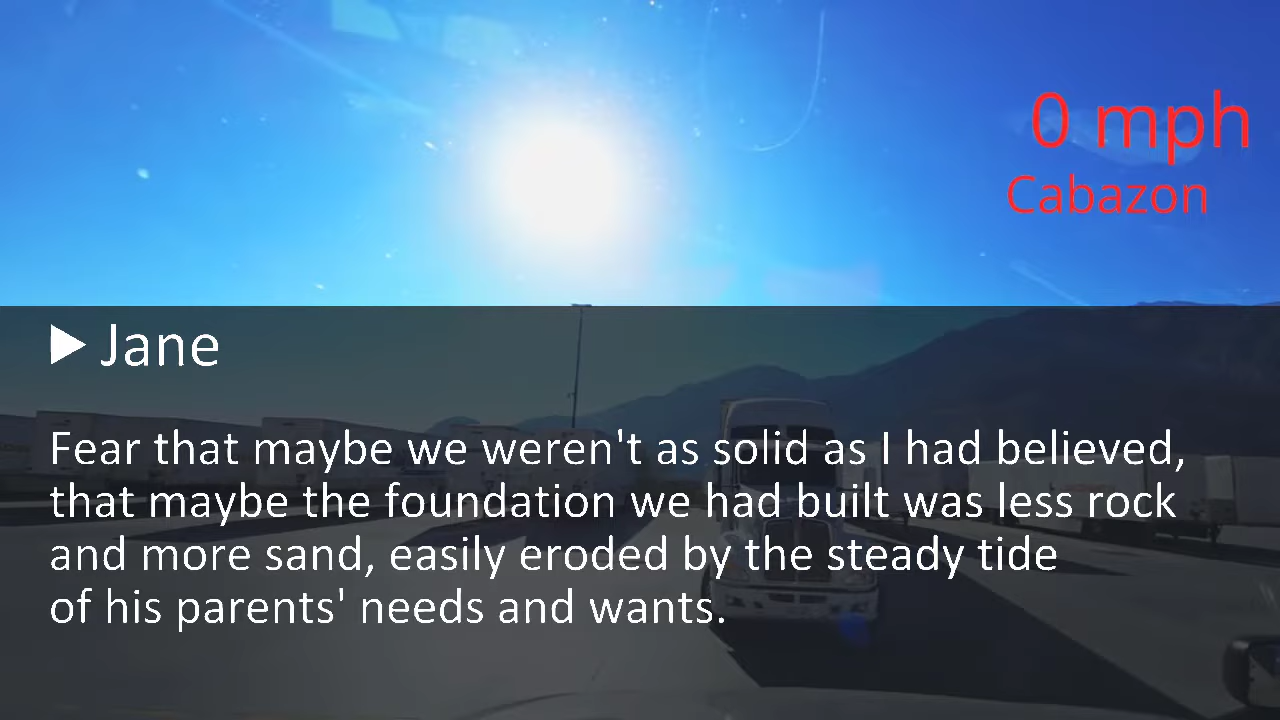 0 mph
Cabazon
▶ Jane
Fear that maybe we weren't as solid as I had believed,
that maybe the foundation we had built was less rock
and more sand, easily eroded by the steady tide
of his parents' needs and wants.